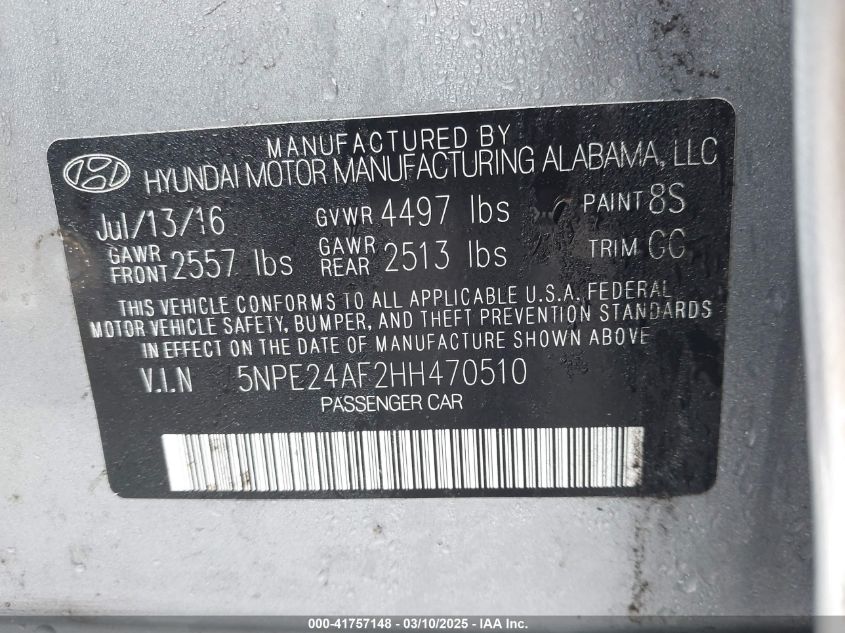 MANUFACTURED BY
HYUNDAI MOTOR MANUFACTURING ALABAMA, LLC
Jul/13/16 GVWR 4497 lbs PAINT 8S
GAWR FRONT 2557 lbs GAWR REAR 2513 lbs TRIM GG
THIS VEHICLE CONFORMS TO ALL APPLICABLE U.S.A. FEDERAL
MOTOR VEHICLE SAFETY, BUMPER, AND THEFT PREVENTION STANDARDS
IN EFFECT ON THE DATE OF MANUFACTURE SHOWN ABOVE
V.I.N 5NPE24AF2HH470510
PASSENGER CAR
000-41757148 — 03/10/2025 — IAA Inc.